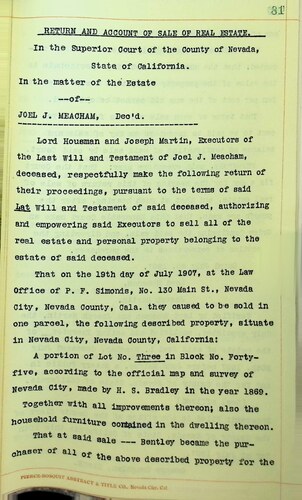 81
RETURN AND ACCOUNT OF SALE OF REAL ESTATE.
In the Superior Court of the County of Nevada,
State of California.
In the matter of the Estate
--of--
JOEL J. MEACHAM, Dec'd.
Lord Housman and Joseph Martin, Executors of
the Last Will and Testament of Joel J. Meacham,
deceased, respectfully make the following return of
their proceedings, pursuant to the terms of said
Lat Will and Testament of said deceased, authorizing
and empowering said Executors to sell all of the
real estate and personal property belonging to the
estate of said deceased.
That on the 19th day of July 1907, at the Law
Office of P. F. Simonds, No. 130 Main St., Nevada
City, Nevada County, Cala. they caused to be sold in
one parcel, the following described property, situate
in Nevada City, Nevada County, California:
A portion of Lot No. Three in Block No. Forty-
five, according to the official map and survey of
Nevada City, made by H. S. Bradley in the year 1869.
Together with all improvements thereon; also the
household furniture contained in the dwelling thereon.
That at said sale --- Bentley became the pur-
chaser of all of the above described property for the
PIERCE-BOSQUIT ABSTRACT & TITLE CO., Nevada City, Cal.